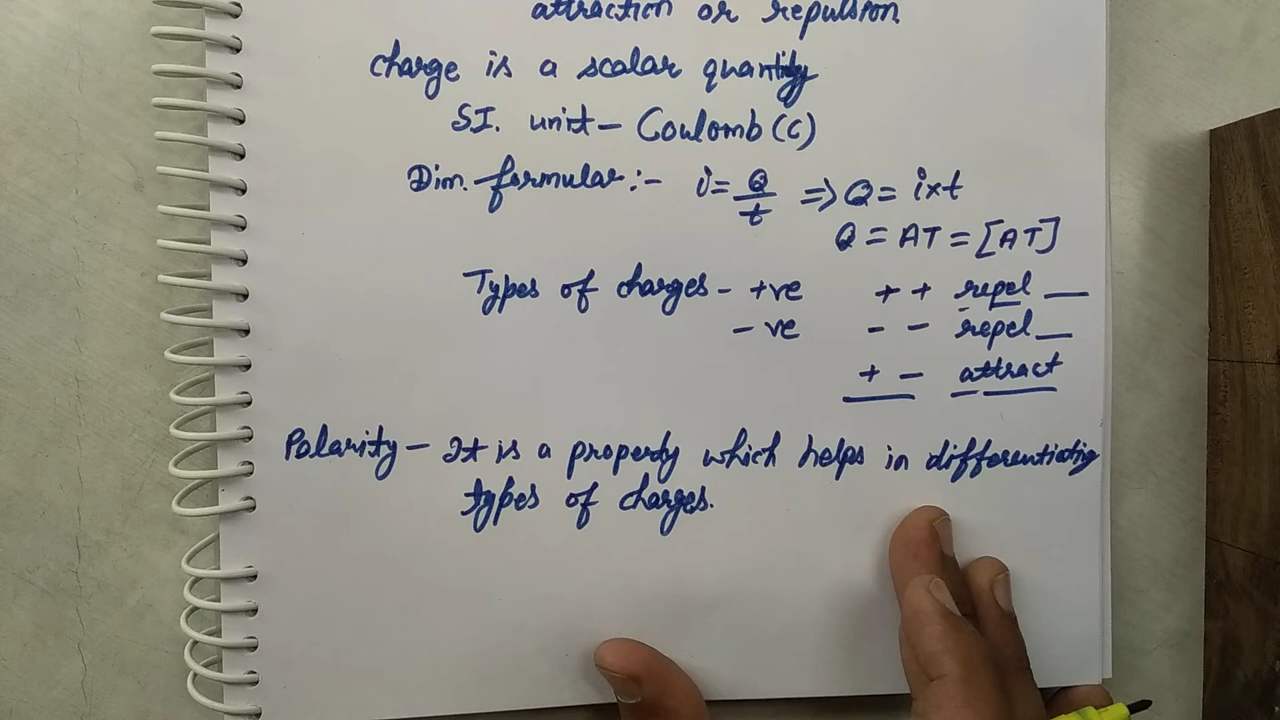 attraction or repulsion
charge is a scalar quantity
SI. unit - Coulomb (C)
Dim. formular :- i = Q/t => Q = i×t
Q = AT = [AT]
Types of charges - +ve + + repel
- ve - - repel
+ - attract
Polarity - It is a property which helps in differentiating
types of charges.